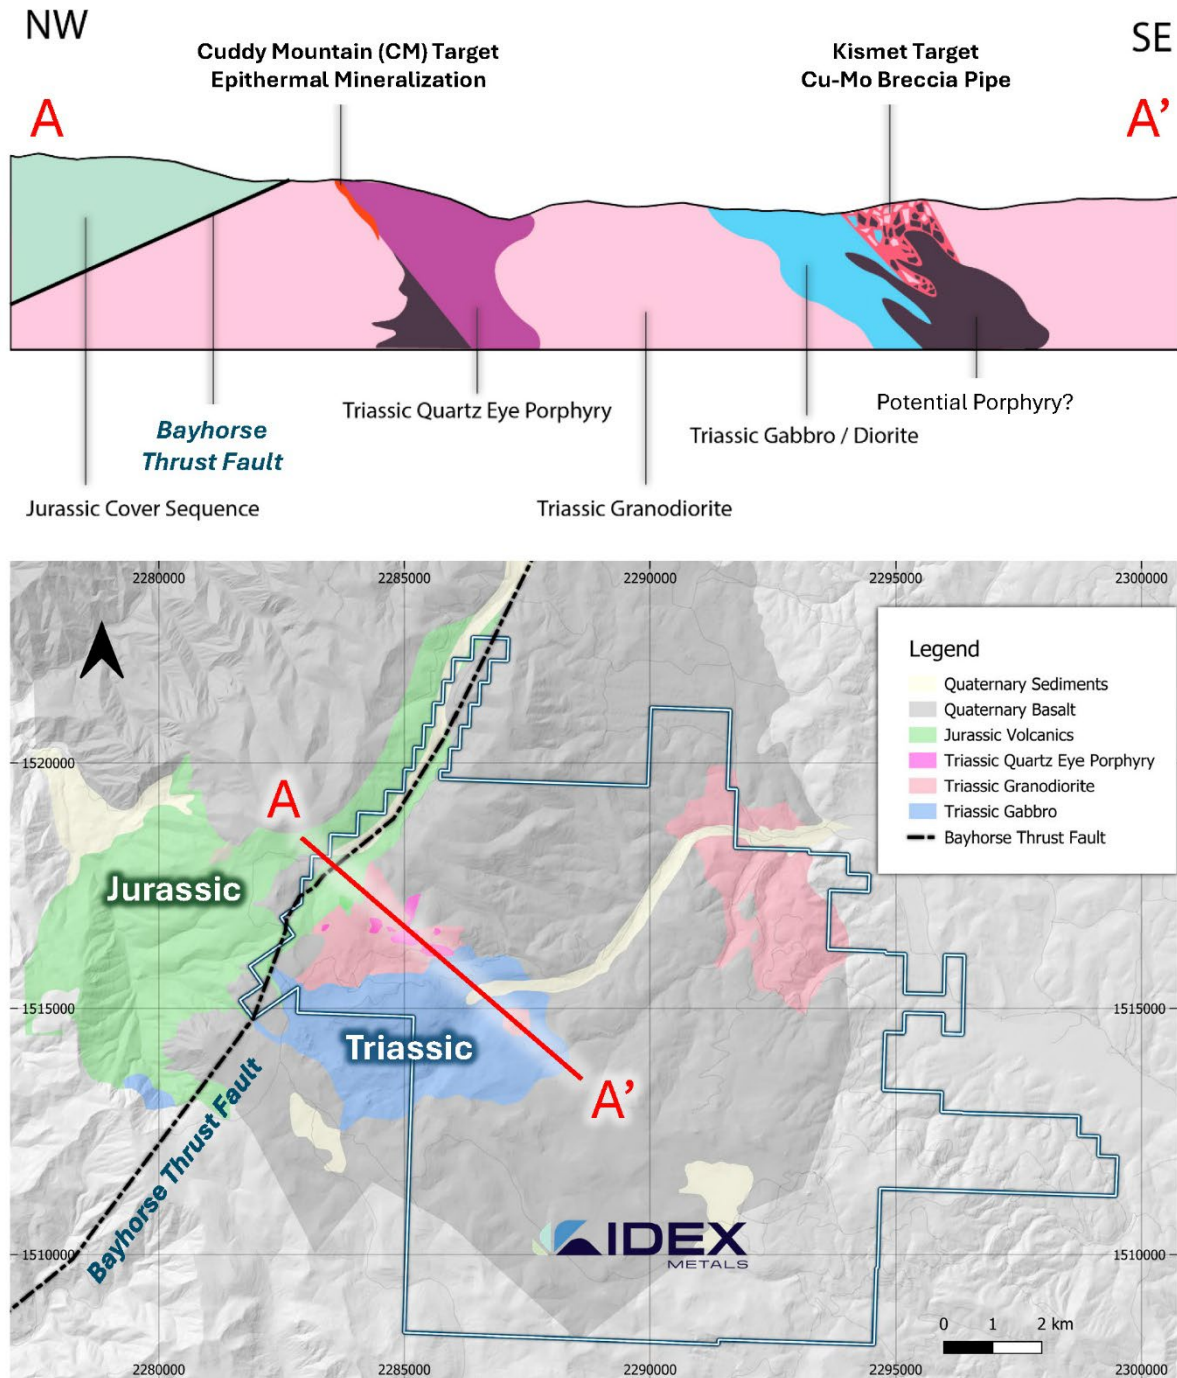 NW
SE
Cuddy Mountain (CM) Target
Epithermal Mineralization
Kismet Target
Cu-Mo Breccia Pipe
A
A’
Triassic Quartz Eye Porphyry
Potential Porphyry?
Bayhorse
Thrust Fault
Triassic Gabbro / Diorite
Jurassic Cover Sequence
Triassic Granodiorite
2280000
2285000
2290000
2295000
2300000
Legend
Quaternary Sediments
Quaternary Basalt
Jurassic Volcanics
Triassic Quartz Eye Porphyry
Triassic Granodiorite
Triassic Gabbro
Bayhorse Thrust Fault
1520000
1520000
A
Jurassic
1515000
1515000
Triassic
A’
Bayhorse Thrust Fault
IDEX
METALS
1510000
1510000
0 1 2 km
2280000
2285000
2290000
2295000
2300000